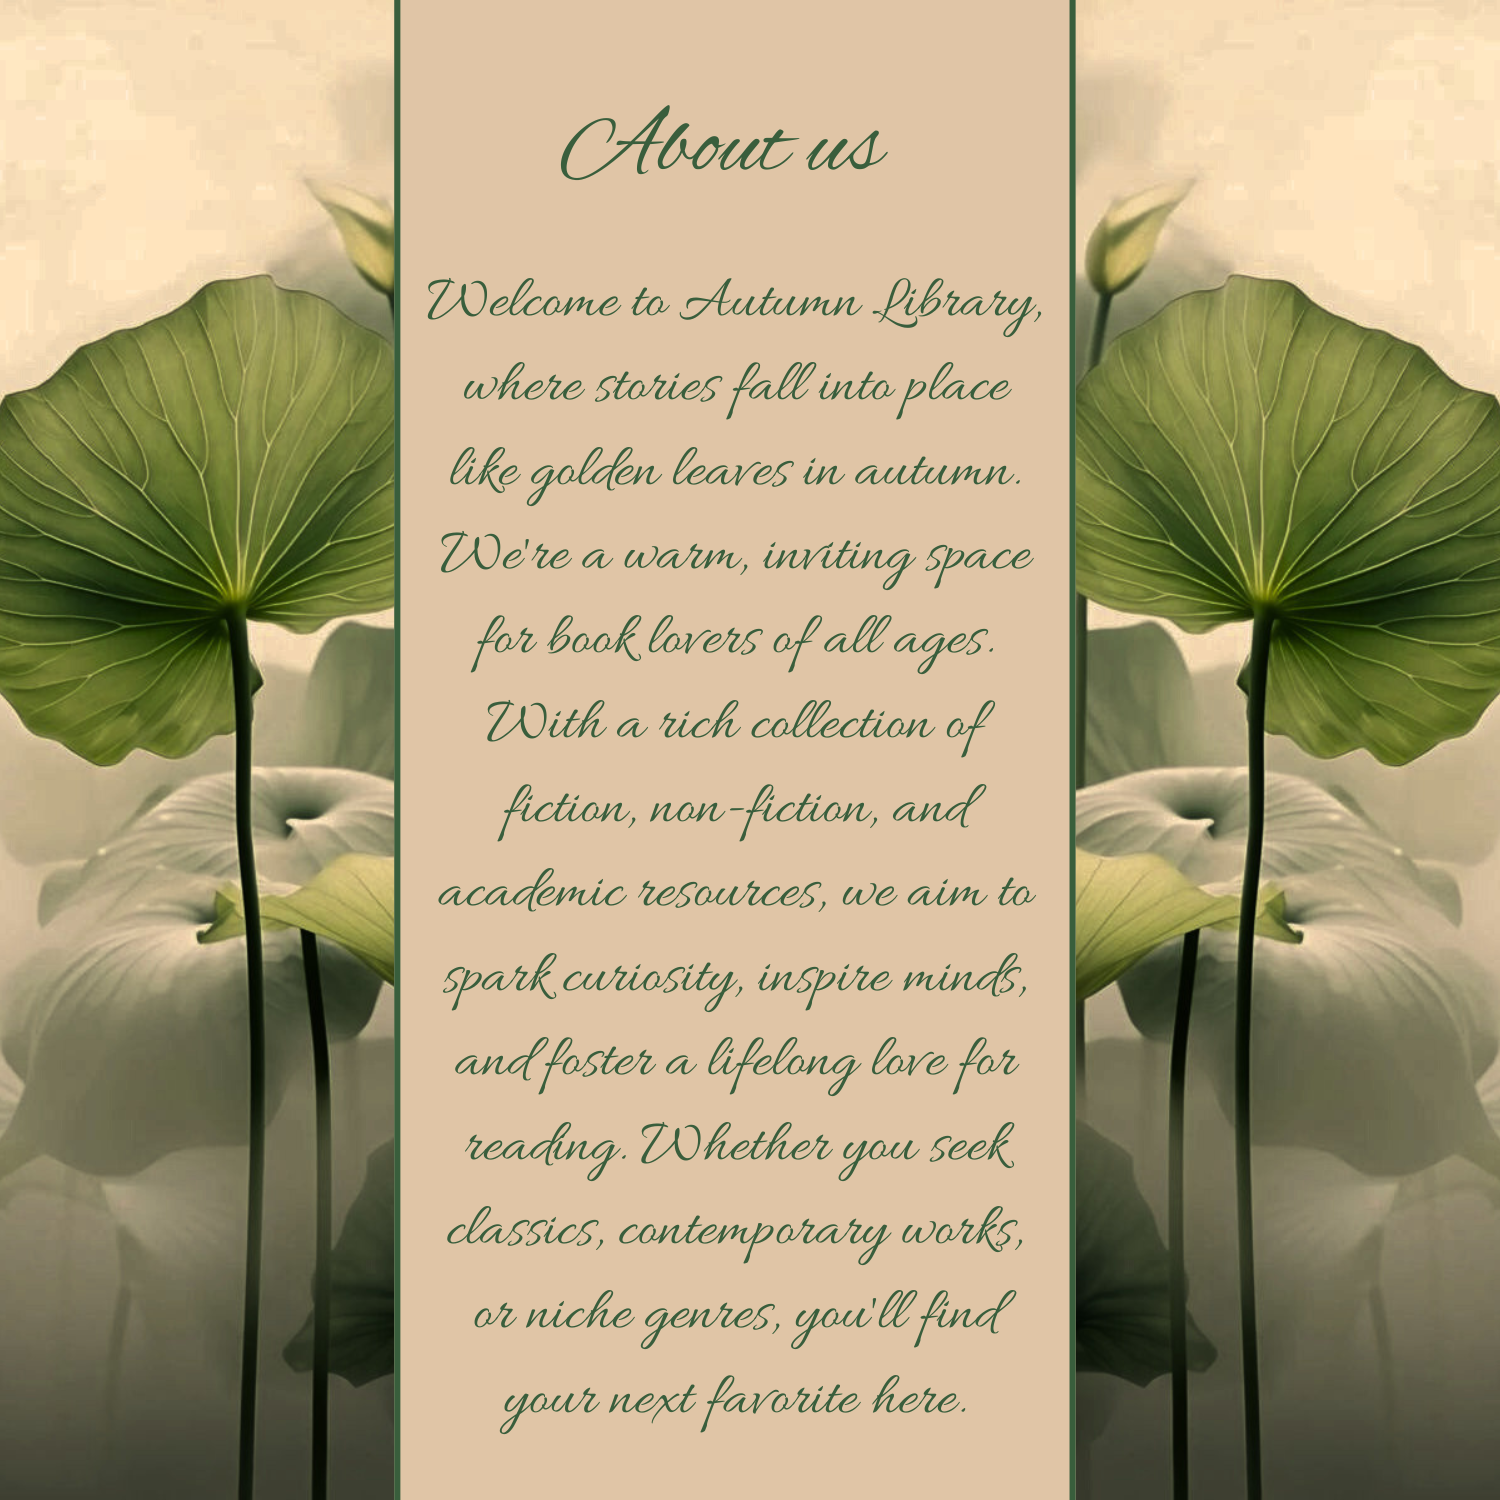 About us
Welcome to Autumn Library,
where stories fall into place
like golden leaves in autumn.
We're a warm, inviting space
for book lovers of all ages.
With a rich collection of
fiction, non-fiction, and
academic resources, we aim to
spark curiosity, inspire minds,
and foster a lifelong love for
reading. Whether you seek
classics, contemporary works,
or niche genres, you'll find
your next favorite here.